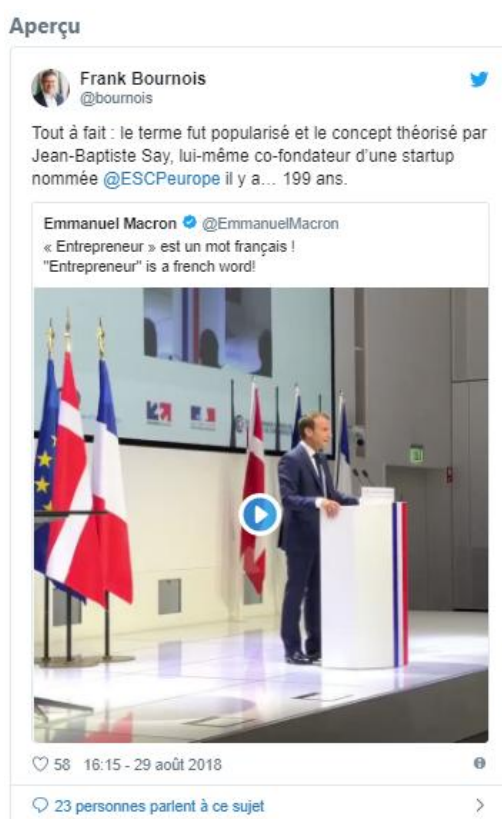 Aperçu
Frank Bournois
@bournois
Tout à fait : le terme fut popularisé et le concept théorisé par
Jean-Baptiste Say, lui-même co-fondateur d'une startup
nommée @ESCPeurope il y a… 199 ans.
Emmanuel Macron @EmmanuelMacron
« Entrepreneur » est un mot français !
"Entrepreneur" is a french word!
58 16:15 - 29 août 2018
23 personnes parlent à ce sujet